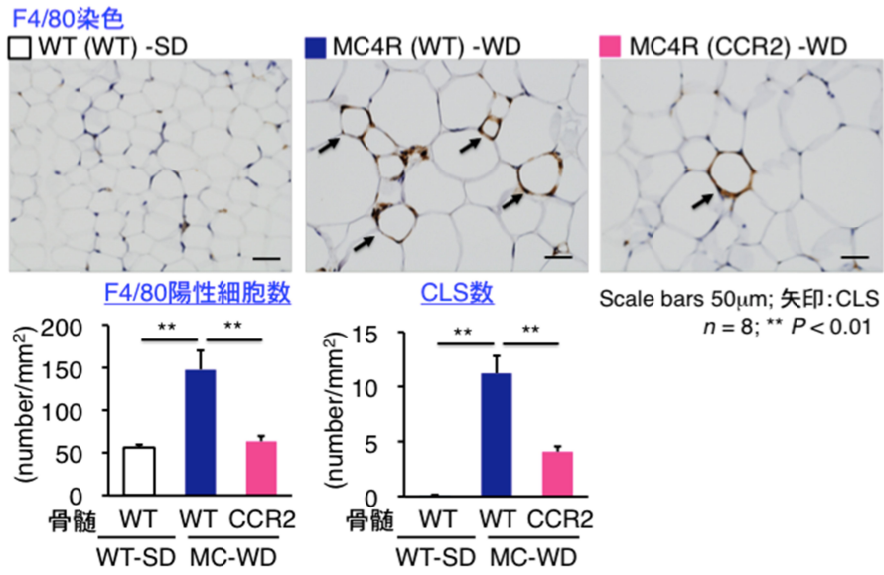 F4/80染色
WT (WT) -SD
MC4R (WT) -WD
MC4R (CCR2) -WD
F4/80陽性細胞数
CLS数
Scale bars 50μm; 矢印:CLS
n = 8; ** P < 0.01
(number/mm²)
200
150
100
50
0
** **
骨髄 WT WT CCR2
WT-SD MC-WD
(number/mm²)
15
10
5
0
** **
骨髄 WT WT CCR2
WT-SD MC-WD